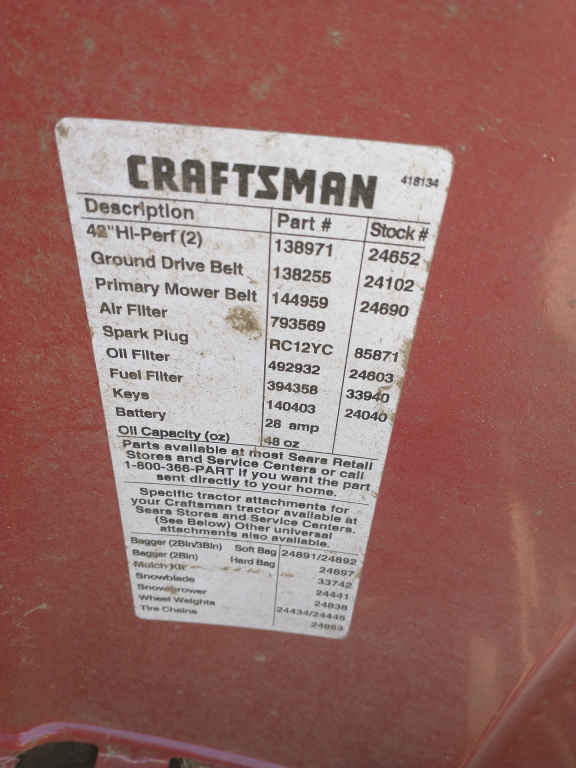 CRAFTSMAN 418134
Description Part # Stock #
42"Hi-Perf (2) 138971 24652
Ground Drive Belt 138255 24102
Primary Mower Belt 144959 24690
Air Filter 793569
Spark Plug RC12YC 85871
Oil Filter 492932 24603
Fuel Filter 394358 33940
Keys 140403 24040
Battery 28 amp
Oil Capacity (oz) 48 oz
Parts available at most Sears Retail
Stores and Service Centers or call
1-800-366-PART if you want the part
sent directly to your home.
Specific tractor attachments for
your Craftsman tractor available at
Sears Stores and Service Centers.
(See Below) Other universal
attachments also available.
Bagger (2Bin/3Bin) Soft Bag 24891/24892
Bagger (2Bin) Hard Bag 24897
Mulch Kit 33742
Snowblade 24441
Snowthrower 24838
Wheel Weights 24434/24445
Tire Chains